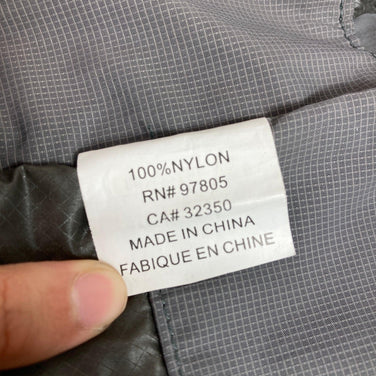 100%NYLON
RN# 97805
CA# 32350
MADE IN CHINA
FABIQUE EN CHINE